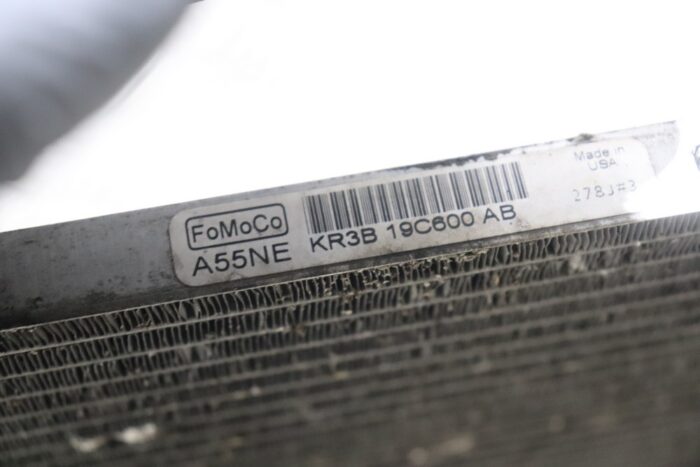 FoMoCo
A55NE
KR3B 19C600 AB
Made in
USA
278J#3